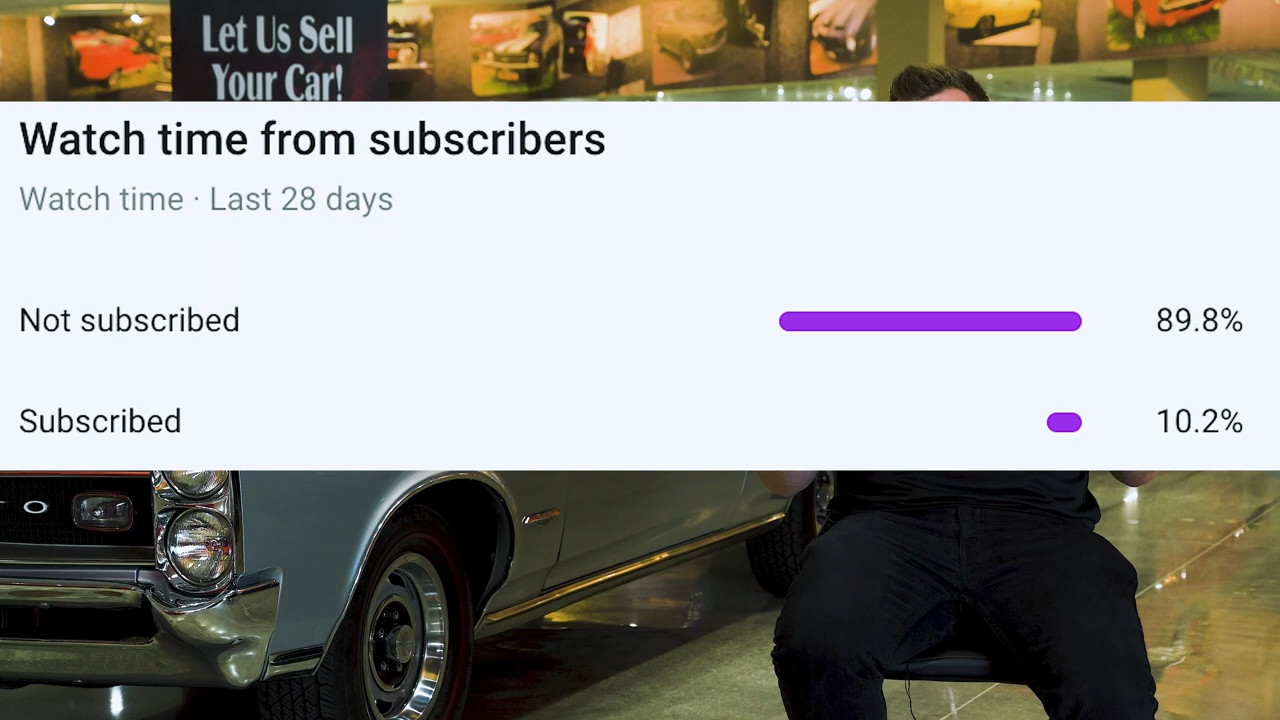 Let Us Sell
Your Car!
Watch time from subscribers
Watch time · Last 28 days
Not subscribed 89.8%
Subscribed 10.2%
T O